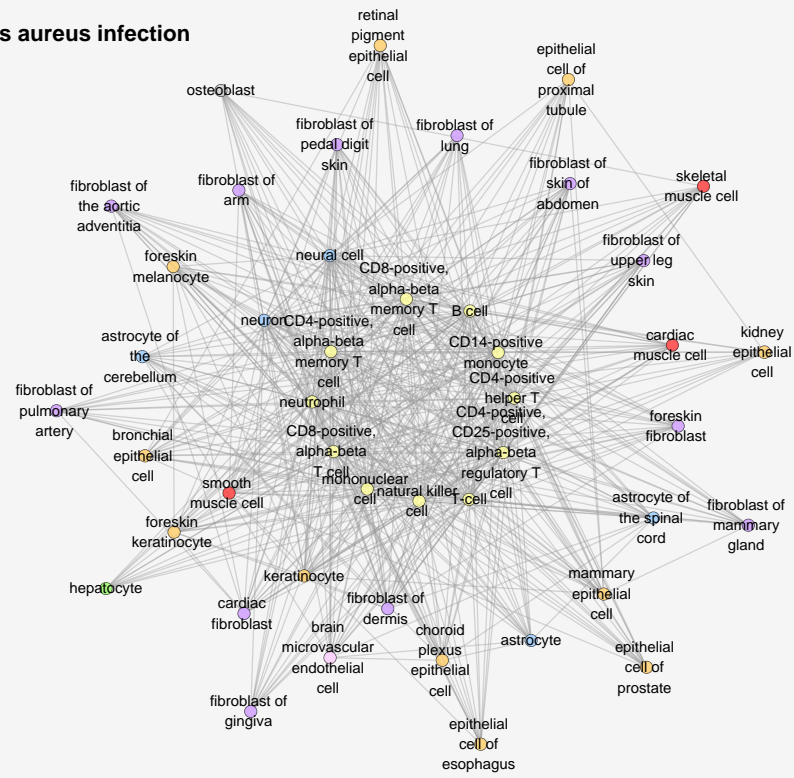 s aureus infection
retinal
pigment
epithelial
cell
epithelial
cell of
proximal
tubule
osteoblast
fibroblast of
pedal digit
skin
fibroblast of
lung
fibroblast of
skin of
abdomen
skeletal
muscle cell
fibroblast of
the aortic
adventitia
fibroblast of
arm
foreskin
melanocyte
neural cell
fibroblast of
upper leg
skin
CD8-positive,
alpha-beta
memory T
cell
B cell
neuron
CD4-positive,
alpha-beta
memory T
cell
CD14-positive
monocyte
cardiac
muscle cell
kidney
epithelial
cell
astrocyte of
the
cerebellum
CD4-positive
helper T
cell
fibroblast of
pulmonary
artery
neutrophil
CD4-positive,
CD25-positive,
alpha-beta
regulatory T
cell
foreskin
fibroblast
bronchial
epithelial
cell
CD8-positive,
alpha-beta
T cell
smooth
muscle cell
mononuclear
cell
natural killer
cell
T-cell
astrocyte of
the spinal
cord
fibroblast of
mammary
gland
foreskin
keratinocyte
hepatocyte
keratinocyte
mammary
epithelial
cell
cardiac
fibroblast
fibroblast of
dermis
brain
microvascular
endothelial
cell
choroid
plexus
epithelial
cell
astrocyte
epithelial
cell of
prostate
fibroblast of
gingiva
epithelial
cell of
esophagus